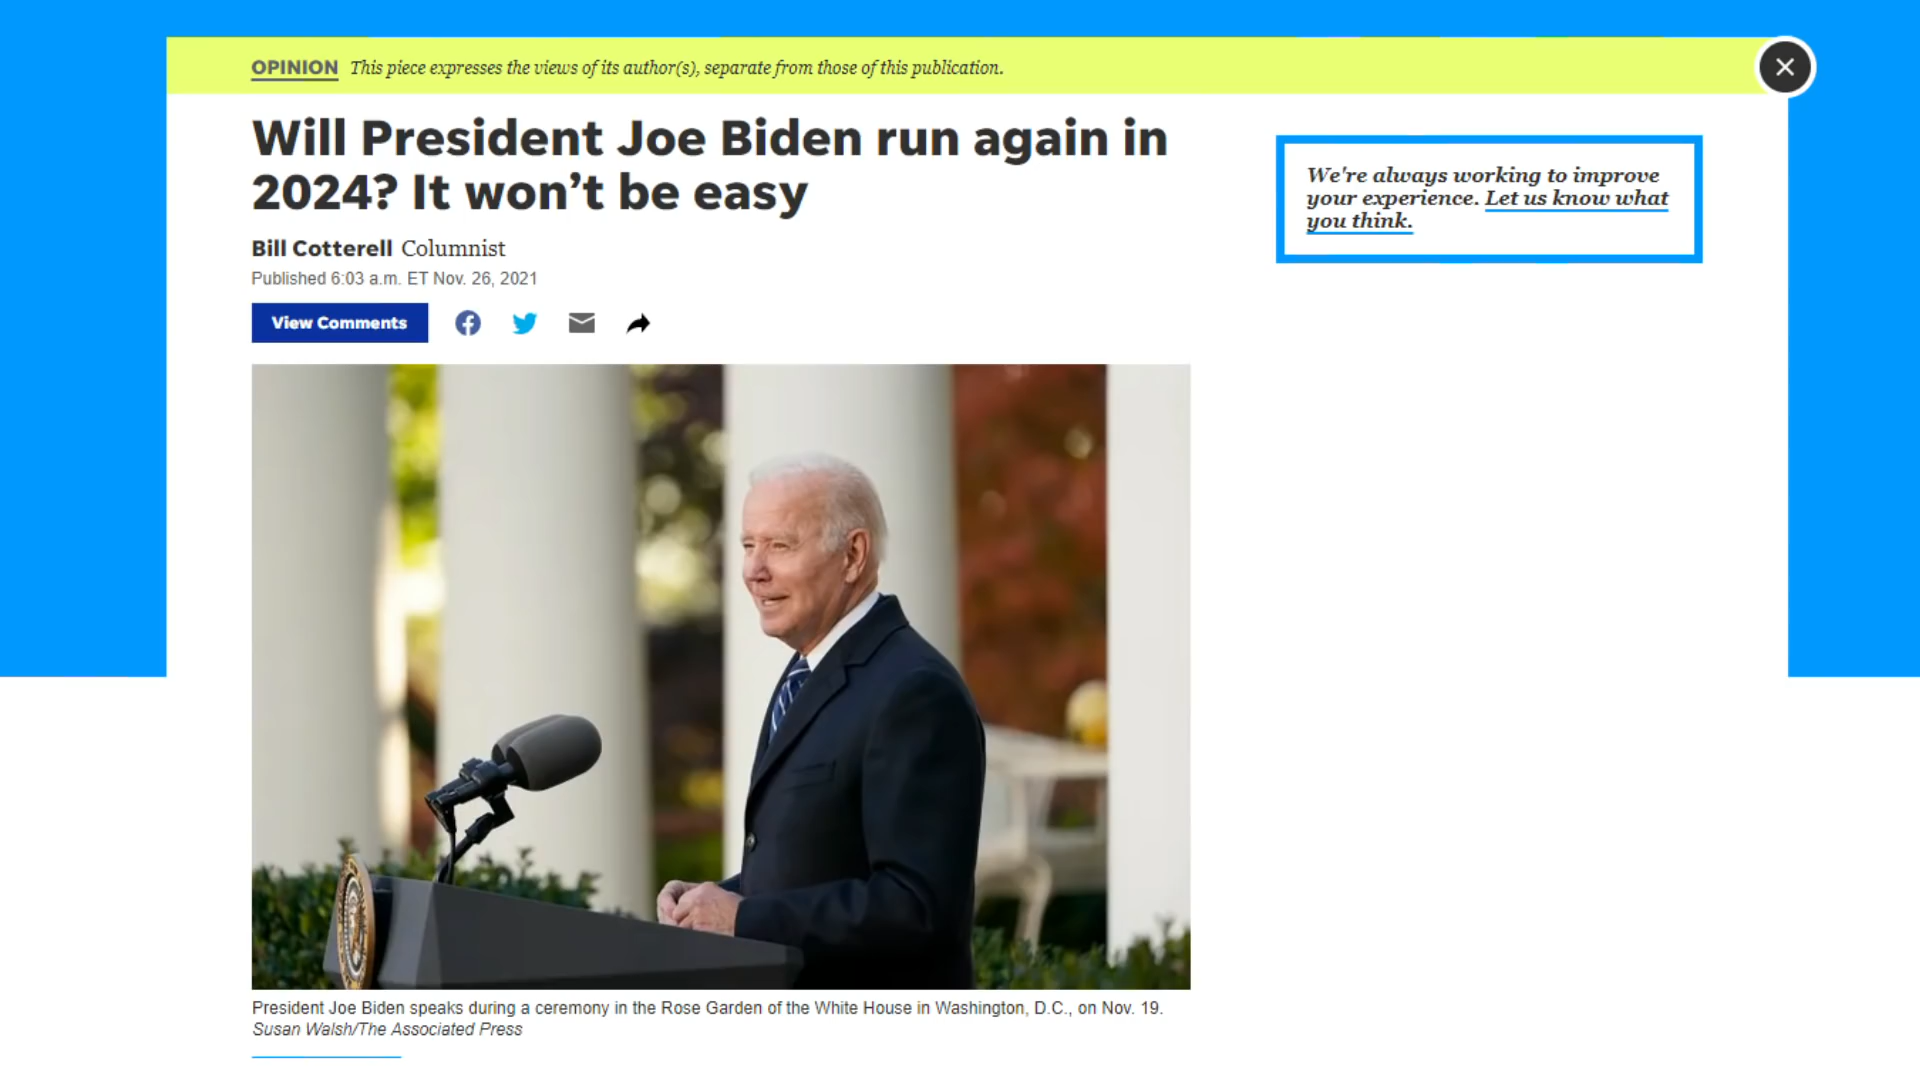 OPINION This piece expresses the views of its author(s), separate from those of this publication.
Will President Joe Biden run again in
2024? It won’t be easy
Bill Cotterell Columnist
Published 6:03 a.m. ET Nov. 26, 2021
View Comments
We're always working to improve
your experience. Let us know what
you think.
President Joe Biden speaks during a ceremony in the Rose Garden of the White House in Washington, D.C., on Nov. 19.
Susan Walsh/The Associated Press